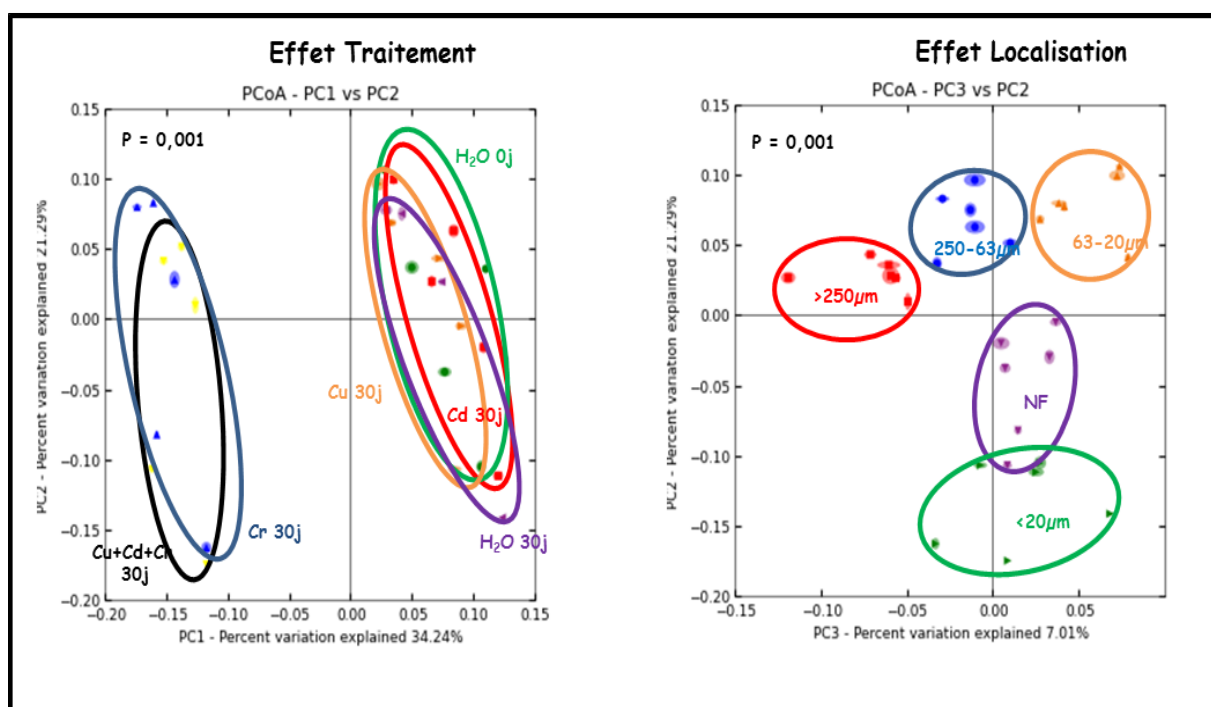 Effet Traitement
PCoA - PC1 vs PC2
P = 0,001
H₂O 0j
Cu 30j
Cd 30j
Cr 30j
Cu+Cd+Cr
30j
H₂O 30j
0.15
0.10
0.05
0.00
−0.05
−0.10
−0.15
−0.20
−0.20
−0.15
−0.10
−0.05
0.00
0.05
0.10
0.15
PC2 - Percent variation explained 21.29%
PC1 - Percent variation explained 34.24%
Effet Localisation
PCoA - PC3 vs PC2
P = 0,001
250-63µm
63-20µm
>250µm
NF
<20µm
0.15
0.10
0.05
0.00
−0.05
−0.10
−0.15
−0.20
−0.15
−0.10
−0.05
0.00
0.05
PC2 - Percent variation explained 21.29%
PC3 - Percent variation explained 7.01%